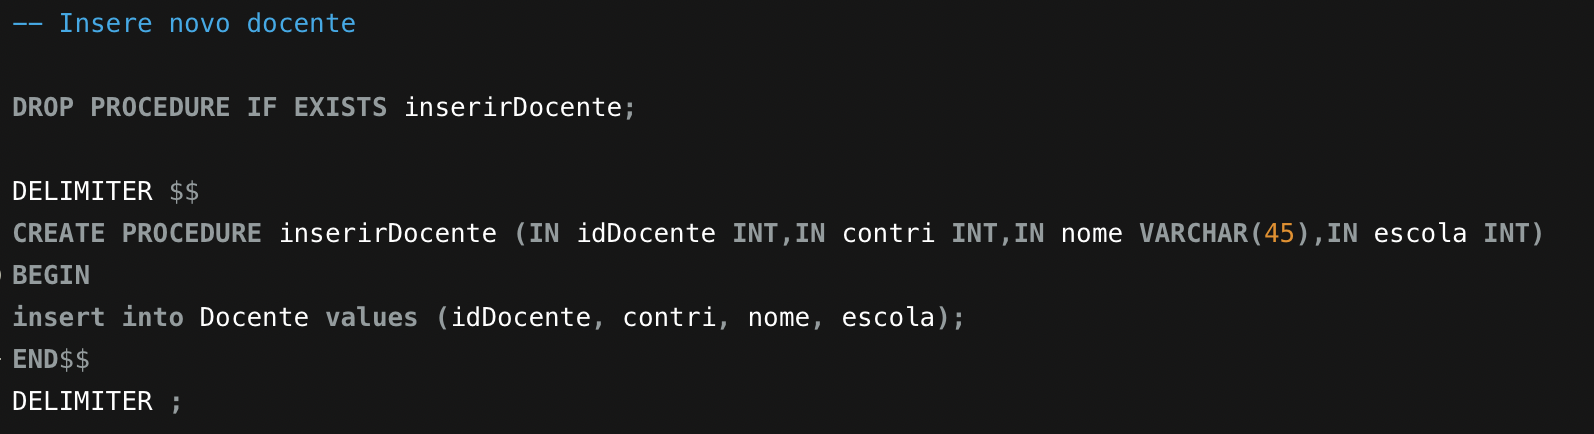 -- Insere novo docente
DROP PROCEDURE IF EXISTS inserirDocente;
DELIMITER $$
CREATE PROCEDURE inserirDocente (IN idDocente INT,IN contri INT,IN nome VARCHAR(45),IN escola INT)
BEGIN
insert into Docente values (idDocente, contri, nome, escola);
END$$
DELIMITER ;